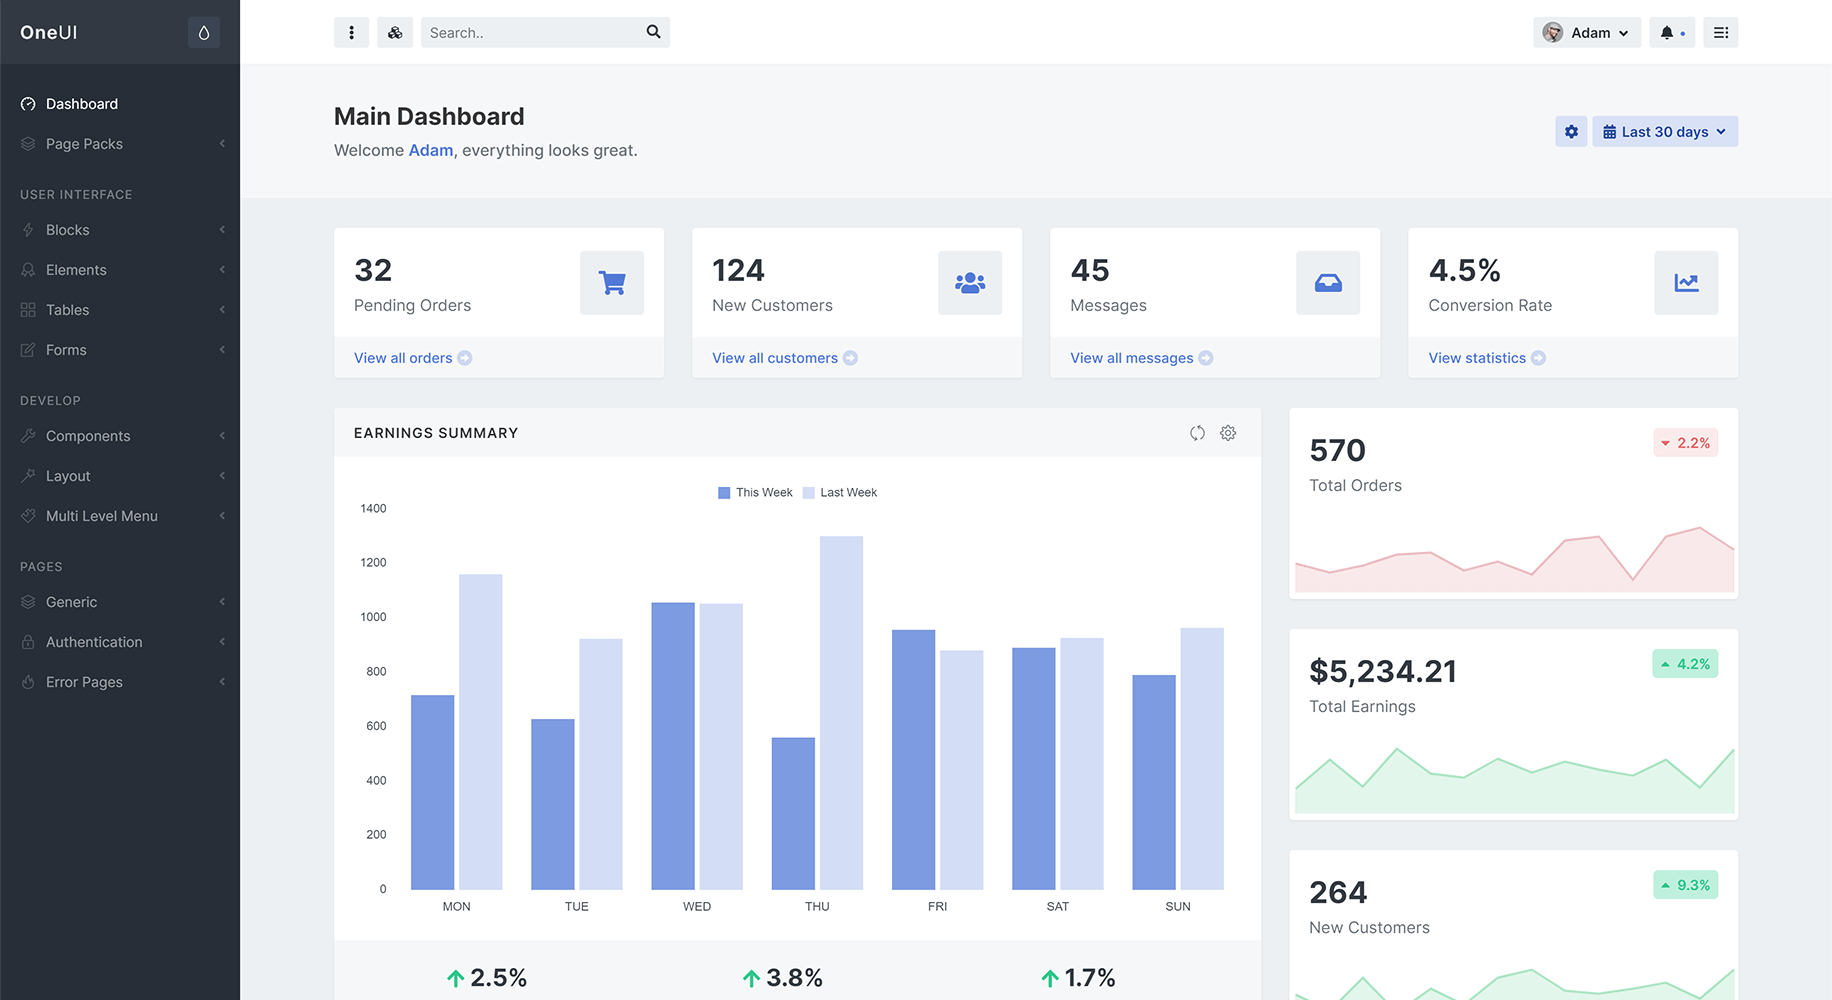 OneUI
Search..
Adam
Dashboard
Page Packs
USER INTERFACE
Blocks
Elements
Tables
Forms
DEVELOP
Components
Layout
Multi Level Menu
PAGES
Generic
Authentication
Error Pages
Main Dashboard
Welcome Adam, everything looks great.
Last 30 days
32
Pending Orders
View all orders
124
New Customers
View all customers
45
Messages
View all messages
4.5%
Conversion Rate
View statistics
EARNINGS SUMMARY
This Week
Last Week
1400
1200
1000
800
600
400
200
0
MON
TUE
WED
THU
FRI
SAT
SUN
2.5%
3.8%
1.7%
570
2.2%
Total Orders
$5,234.21
4.2%
Total Earnings
264
9.3%
New Customers